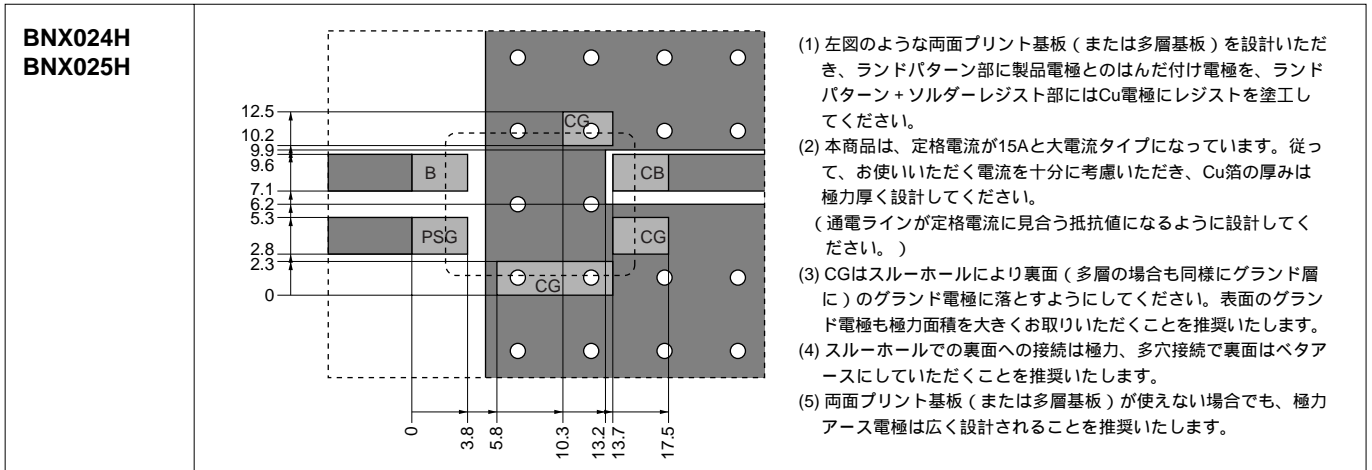 BNX024H
BNX025H
12.5
10.2
9.9
9.6
7.1
6.2
5.3
2.8
2.3
0
CG
B
CB
PSG
CG
CG
0
3.8
5.8
10.3
13.2
13.7
17.5
(1) 左図のような両面プリント基板（または多層基板）を設計いただ
き、ランドパターン部に製品電極とのはんだ付け電極を、ランド
パターン + ソルダーレジスト部にはCu電極にレジストを塗工し
てください。
(2) 本商品は、定格電流が15Aと大電流タイプになっています。従っ
て、お使いいただく電流を十分に考慮いただき、Cu箔の厚みは
極力厚く設計してください。
（通電ラインが定格電流に見合う抵抗値になるように設計してく
ださい。）
(3) CGはスルーホールにより裏面（多層の場合も同様にグランド層
に）のグランド電極に落とすようにしてください。表面のグラン
ド電極も極力面積を大きくお取りいただくことを推奨いたします。
(4) スルーホールでの裏面への接続は極力、多穴接続で裏面はベタア
ースにしていただくことを推奨いたします。
(5) 両面プリント基板（または多層基板）が使えない場合でも、極力
アース電極は広く設計されることを推奨いたします。